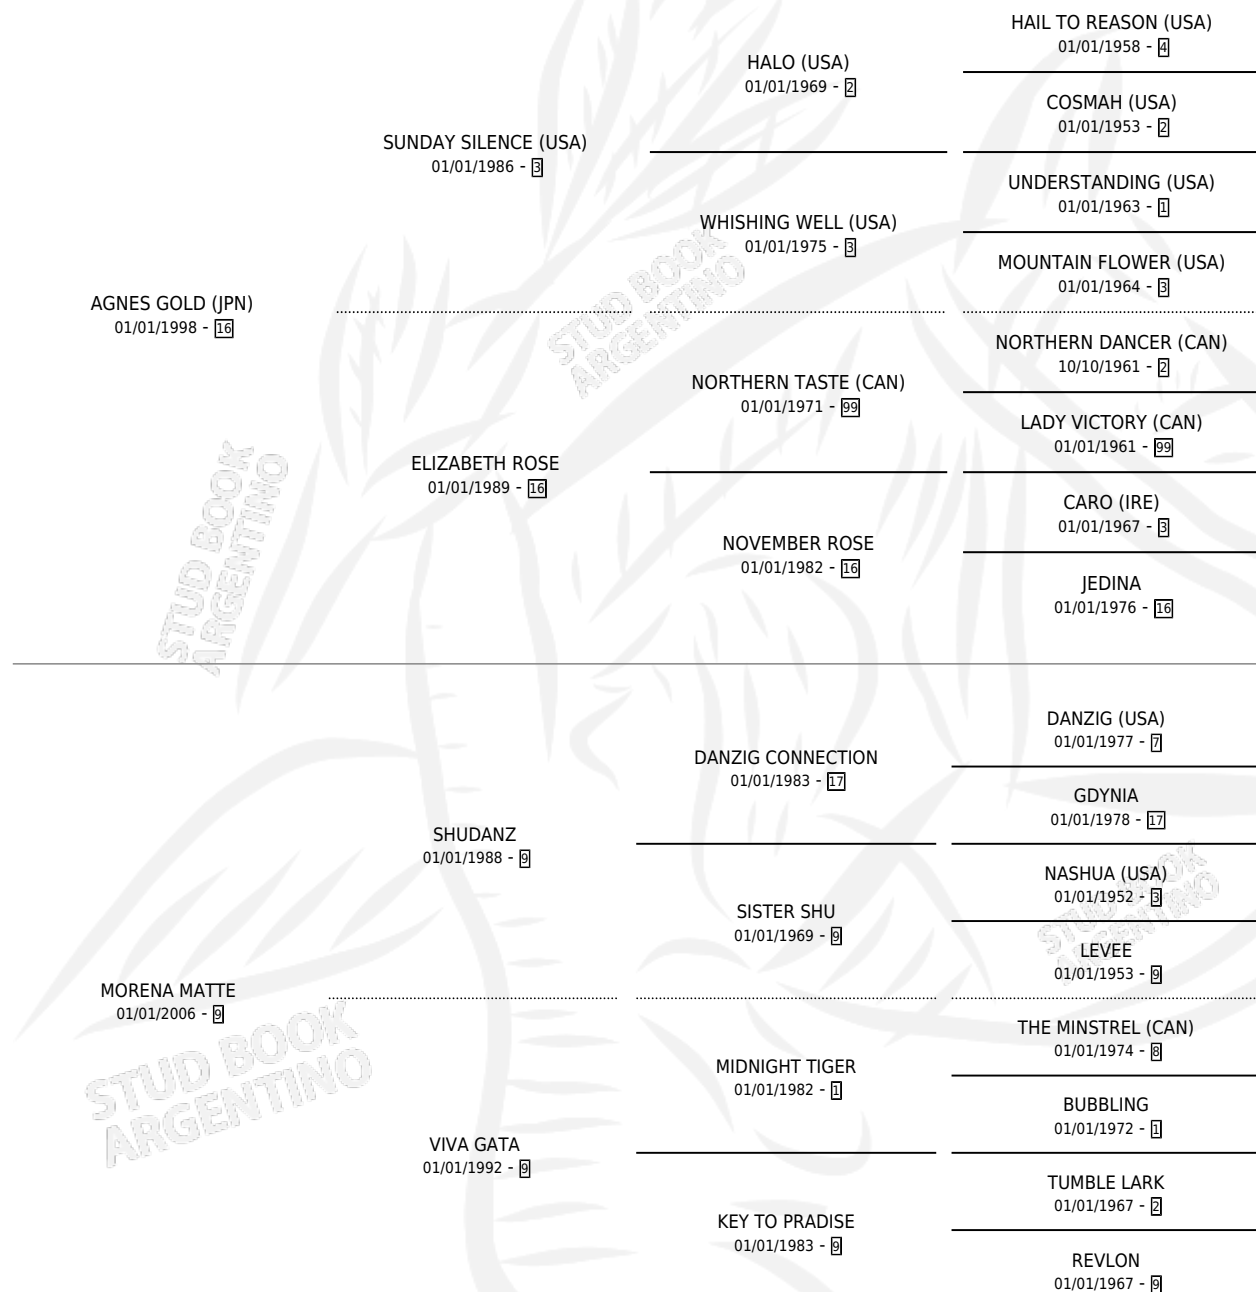 HAIL TO REASON (USA)
01/01/1958 - 4
HALO (USA)
01/01/1969 - 2
COSMAH (USA)
01/01/1953 - 2
SUNDAY SILENCE (USA)
01/01/1986 - 3
UNDERSTANDING (USA)
01/01/1963 - 1
WHISHING WELL (USA)
01/01/1975 - 3
MOUNTAIN FLOWER (USA)
01/01/1964 - 3
AGNES GOLD (JPN)
01/01/1998 - 16
NORTHERN DANCER (CAN)
10/10/1961 - 2
NORTHERN TASTE (CAN)
01/01/1971 - 99
LADY VICTORY (CAN)
01/01/1961 - 99
ELIZABETH ROSE
01/01/1989 - 16
CARO (IRE)
01/01/1967 - 3
NOVEMBER ROSE
01/01/1982 - 16
JEDINA
01/01/1976 - 16
DANZIG (USA)
01/01/1977 - 7
DANZIG CONNECTION
01/01/1983 - 17
GDYNIA
01/01/1978 - 17
SHUDANZ
01/01/1988 - 9
NASHUA (USA)
01/01/1952 - 3
SISTER SHU
01/01/1969 - 9
LEVEE
01/01/1953 - 9
MORENA MATTE
01/01/2006 - 9
THE MINSTREL (CAN)
01/01/1974 - 8
MIDNIGHT TIGER
01/01/1982 - 1
BUBBLING
01/01/1972 - 1
VIVA GATA
01/01/1992 - 9
TUMBLE LARK
01/01/1967 - 2
KEY TO PRADISE
01/01/1983 - 9
REVLON
01/01/1967 - 9
STUD BOOK
ARGENTINO
STUD BOOK
ARGENTINO
STUD BOOK
ARGENTINO
STUD BOOK
ARGENTINO